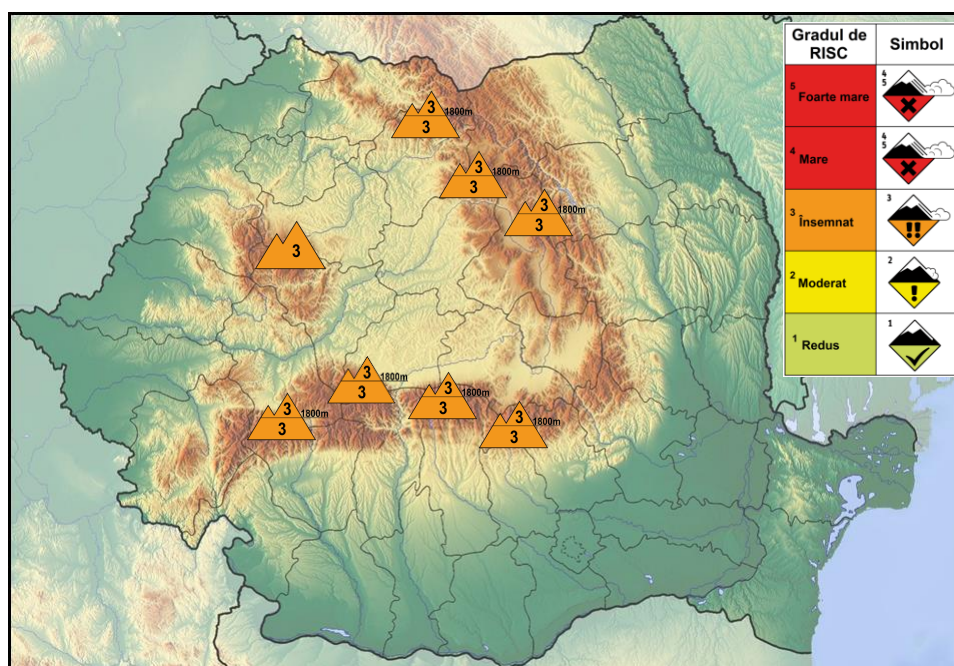 Gradul de RISC
Simbol
5 Foarte mare
4 5
4 Mare
4 5
3 Însemnat
3
2 Moderat
2
1 Redus
1
3 1800m
3
3 1800m
3
3 1800m
3
3
3 1800m
3
3 1800m
3
3 1800m
3
3 1800m
3